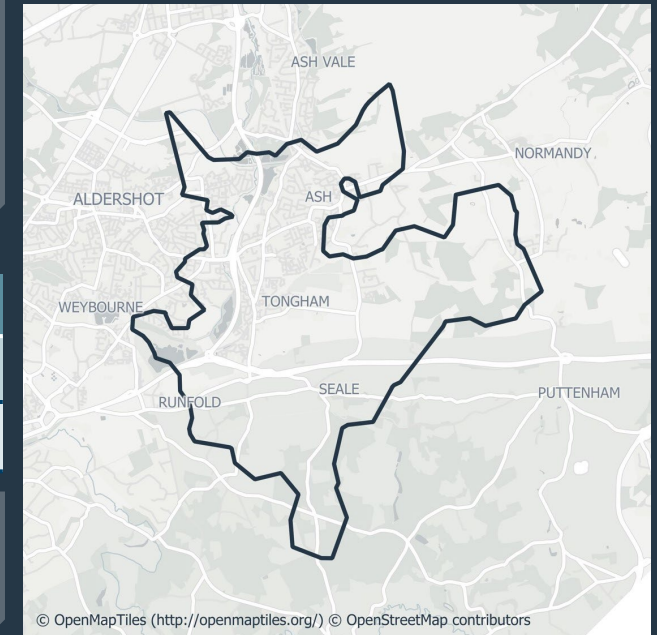 ASH VALE
NORMANDY
ALDERSHOT
ASH
WEYBOURNE
TONGHAM
RUNFOLD
SEALE
PUTTENHAM
© OpenMapTiles (http://openmaptiles.org/) © OpenStreetMap contributors